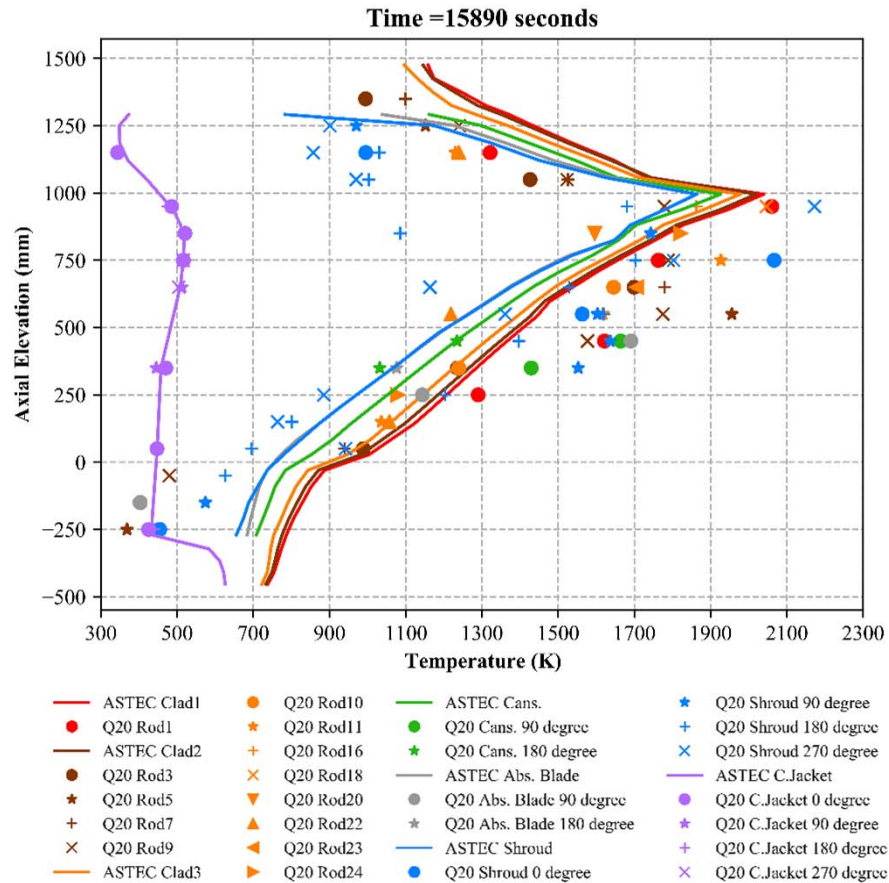 Time =15890 seconds
1500
1250
1000
750
500
250
0
−250
−500
Axial Elevation (mm)
300 500 700 900 1100 1300 1500 1700 1900 2100 2300
Temperature (K)
ASTEC Clad1
Q20 Rod1
ASTEC Clad2
Q20 Rod3
Q20 Rod5
Q20 Rod7
Q20 Rod9
ASTEC Clad3
Q20 Rod10
Q20 Rod11
Q20 Rod16
Q20 Rod18
Q20 Rod20
Q20 Rod22
Q20 Rod23
Q20 Rod24
ASTEC Cans.
Q20 Cans. 90 degree
Q20 Cans. 180 degree
ASTEC Abs. Blade
Q20 Abs. Blade 90 degree
Q20 Abs. Blade 180 degree
ASTEC Shroud
Q20 Shroud 0 degree
Q20 Shroud 90 degree
Q20 Shroud 180 degree
Q20 Shroud 270 degree
ASTEC C.Jacket
Q20 C.Jacket 0 degree
Q20 C.Jacket 90 degree
Q20 C.Jacket 180 degree
Q20 C.Jacket 270 degree